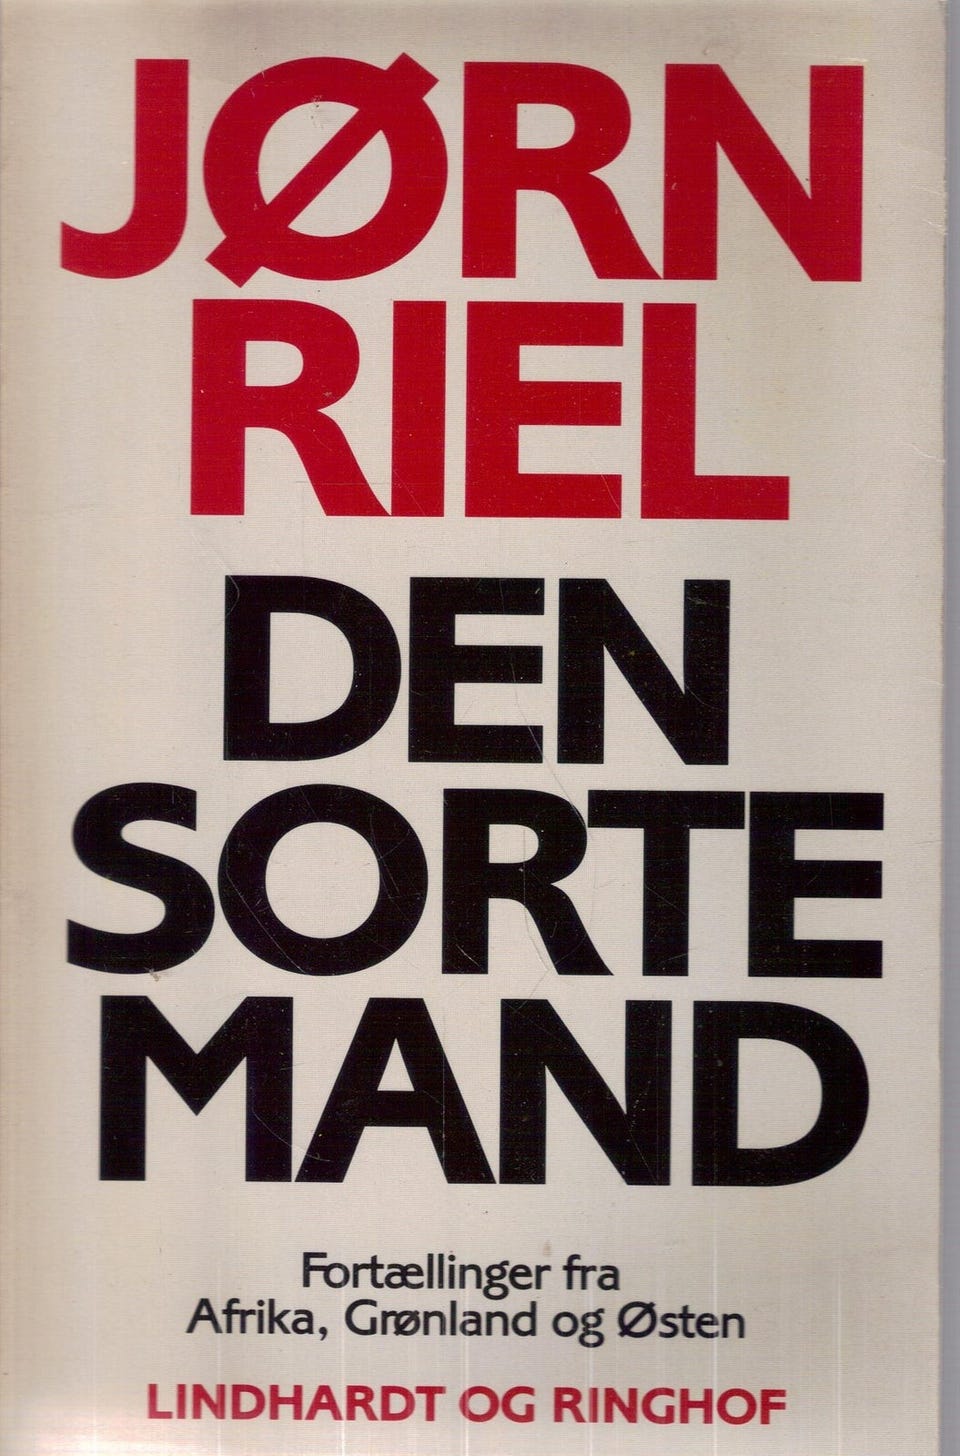 JØRN
RIEL
DEN
SORTE
MAND
Fortællinger fra
Afrika, Grønland og Østen
LINDHARDT OG RINGHOF